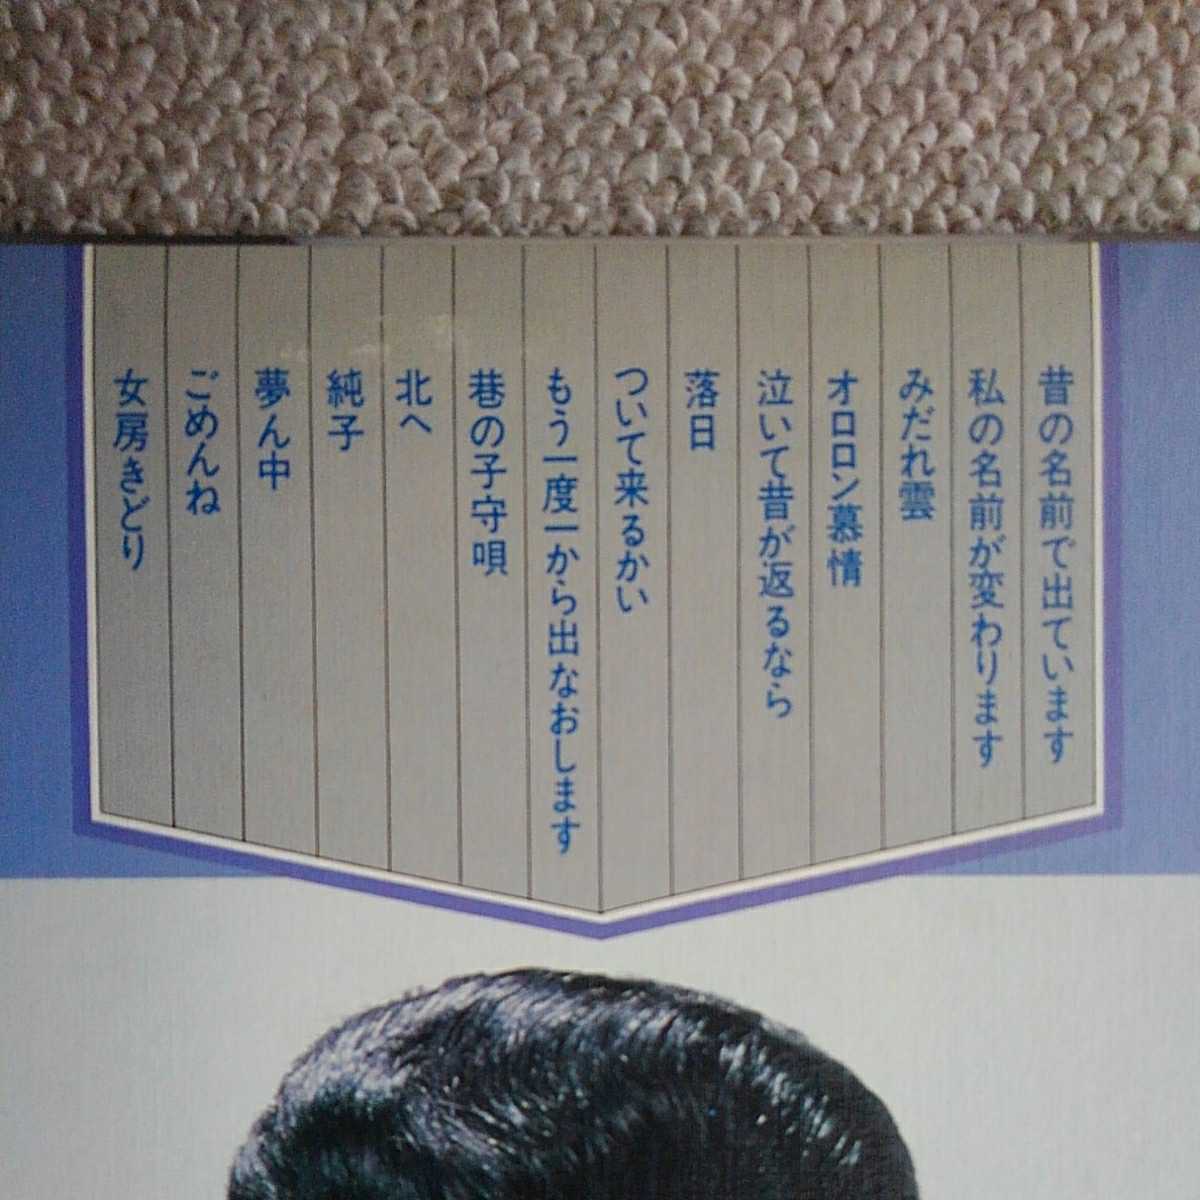 昔の名前で出ています
私の名前が変わります
みだれ雲
オロロン慕情
泣いて昔が返るなら
落日
ついて来るかい
もう一度一から出なおします
巷の子守唄
北へ
純子
夢ん中
ごめんね
女房きどり